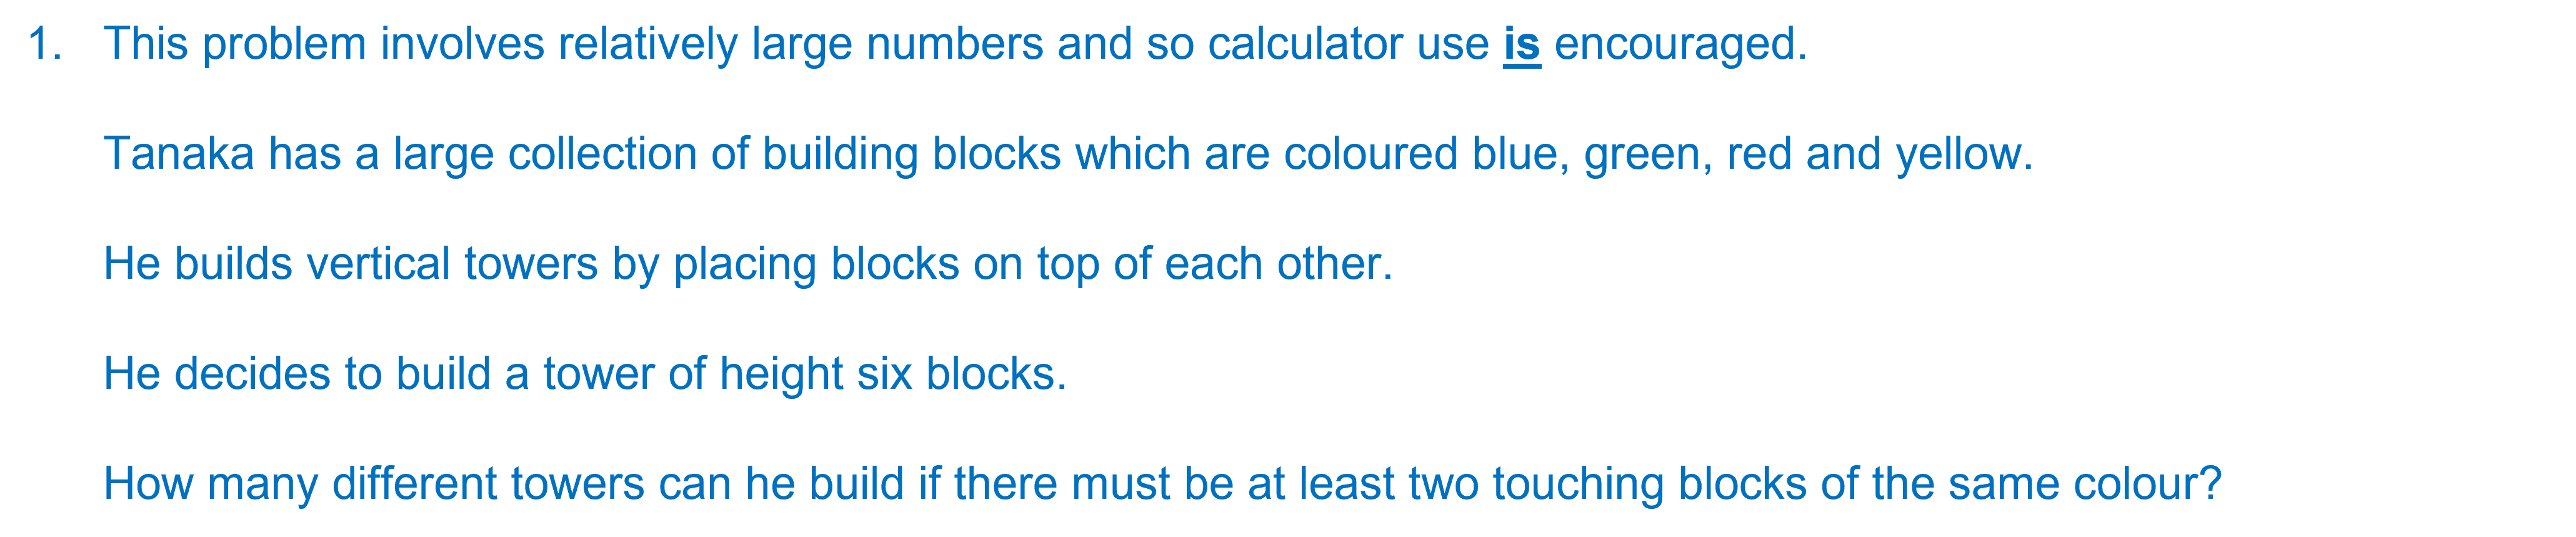 1. This problem involves relatively large numbers and so calculator use is encouraged.
Tanaka has a large collection of building blocks which are coloured blue, green, red and yellow.
He builds vertical towers by placing blocks on top of each other.
He decides to build a tower of height six blocks.
How many different towers can he build if there must be at least two touching blocks of the same colour?